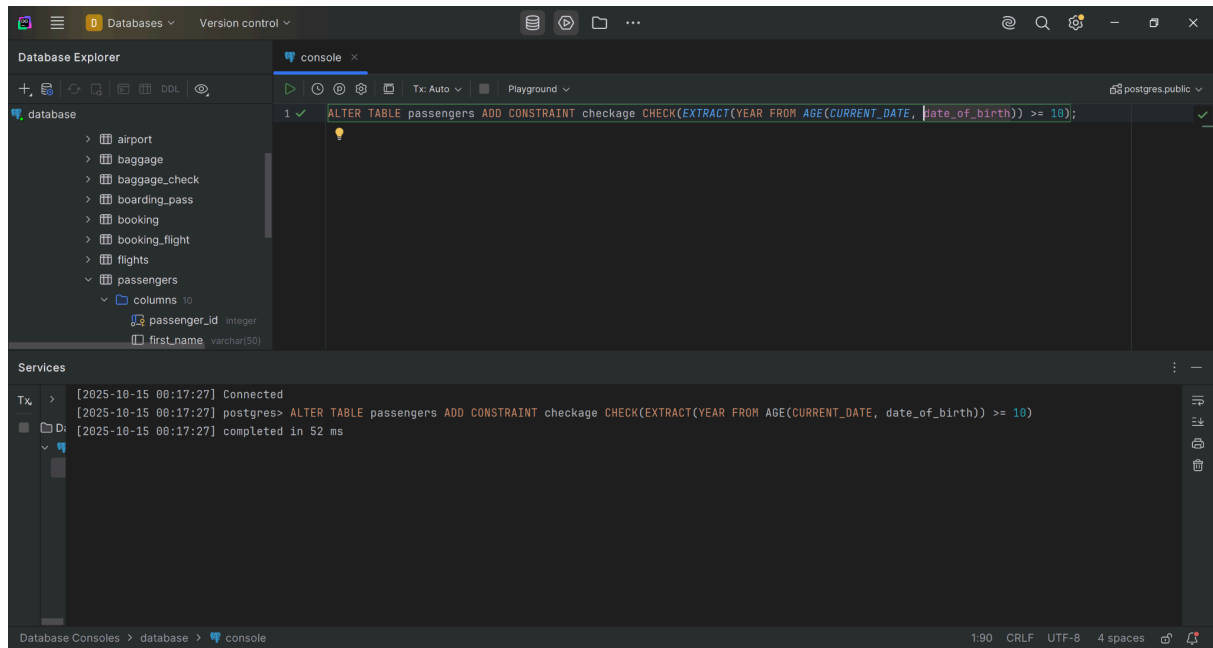 D Databases Version control
Database Explorer
console
DDL
Tx: Auto Playground postgres.public
database
1 ALTER TABLE passengers ADD CONSTRAINT checkage CHECK(EXTRACT(YEAR FROM AGE(CURRENT_DATE, date_of_birth)) >= 10);
airport
baggage
baggage_check
boarding_pass
booking
booking_flight
flights
passengers
columns 10
passenger_id integer
first_name varchar(50)
Services
Tx
[2025-10-15 00:17:27] Connected
[2025-10-15 00:17:27] postgres> ALTER TABLE passengers ADD CONSTRAINT checkage CHECK(EXTRACT(YEAR FROM AGE(CURRENT_DATE, date_of_birth)) >= 10)
Da
[2025-10-15 00:17:27] completed in 52 ms
Database Consoles > database > console 1:90 CRLF UTF-8 4 spaces